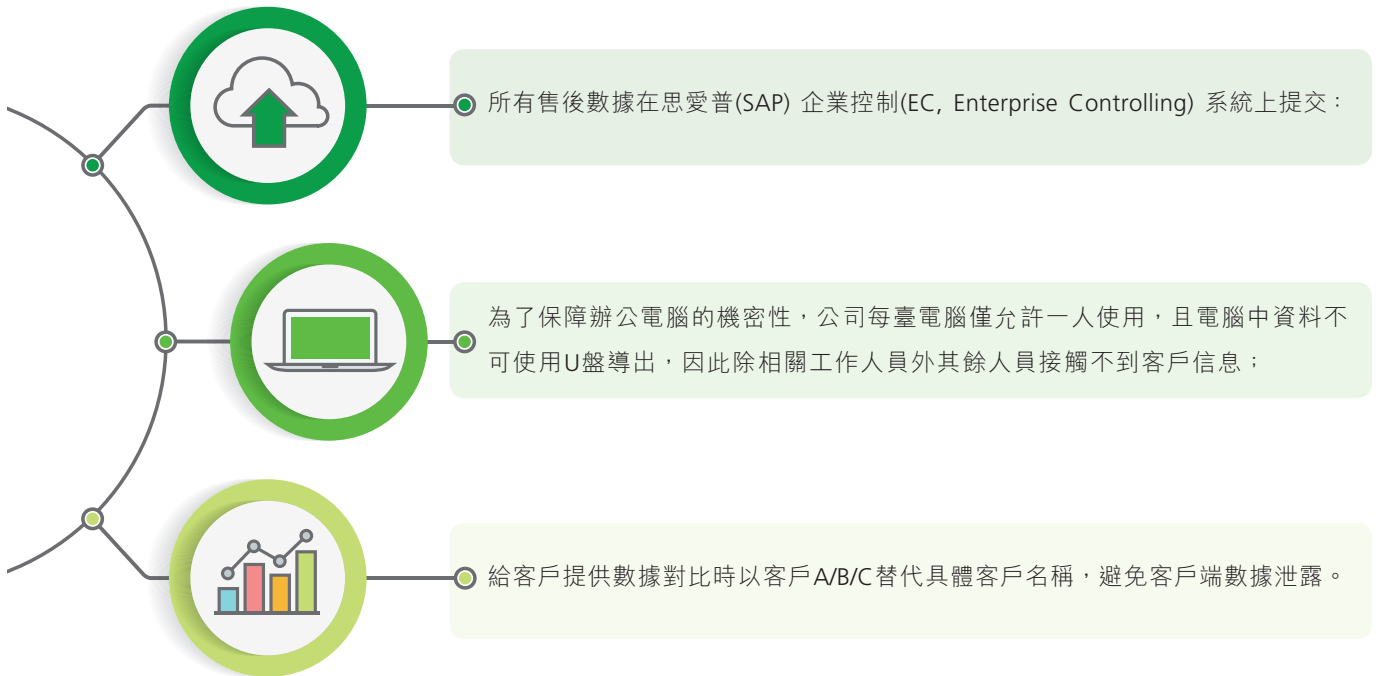 所有售後數據在思愛普(SAP) 企業控制(EC, Enterprise Controlling) 系統上提交：
為了保障辦公電腦的機密性，公司每臺電腦僅允許一人使用，且電腦中資料不
可使用U盤導出，因此除相關工作人員外其餘人員接觸不到客戶信息；
給客戶提供數據對比時以客戶A/B/C替代具體客戶名稱，避免客戶端數據泄露。